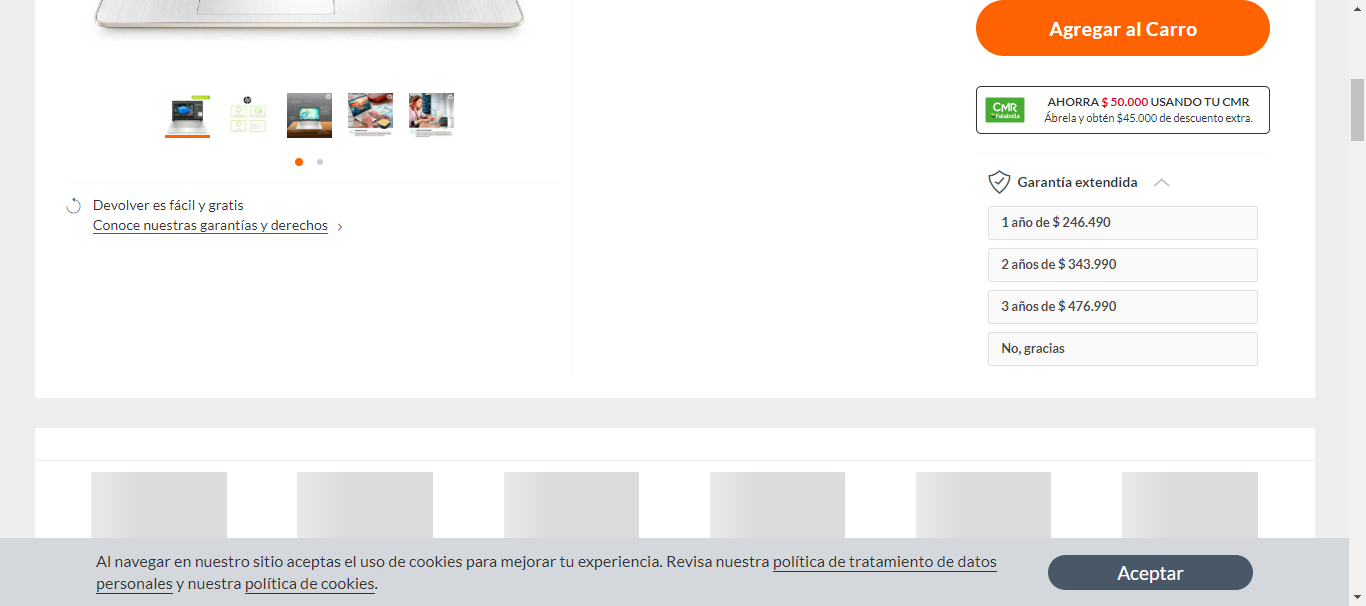 Agregar al Carro
CMR
Falabella
AHORRA $ 50.000 USANDO TU CMR
Ábrela y obtén $45.000 de descuento extra.
Devolver es fácil y gratis
Conoce nuestras garantías y derechos
Garantía extendida
1 año de $ 246.490
2 años de $ 343.990
3 años de $ 476.990
No, gracias
Al navegar en nuestro sitio aceptas el uso de cookies para mejorar tu experiencia. Revisa nuestra política de tratamiento de datos
personales y nuestra política de cookies.
Aceptar